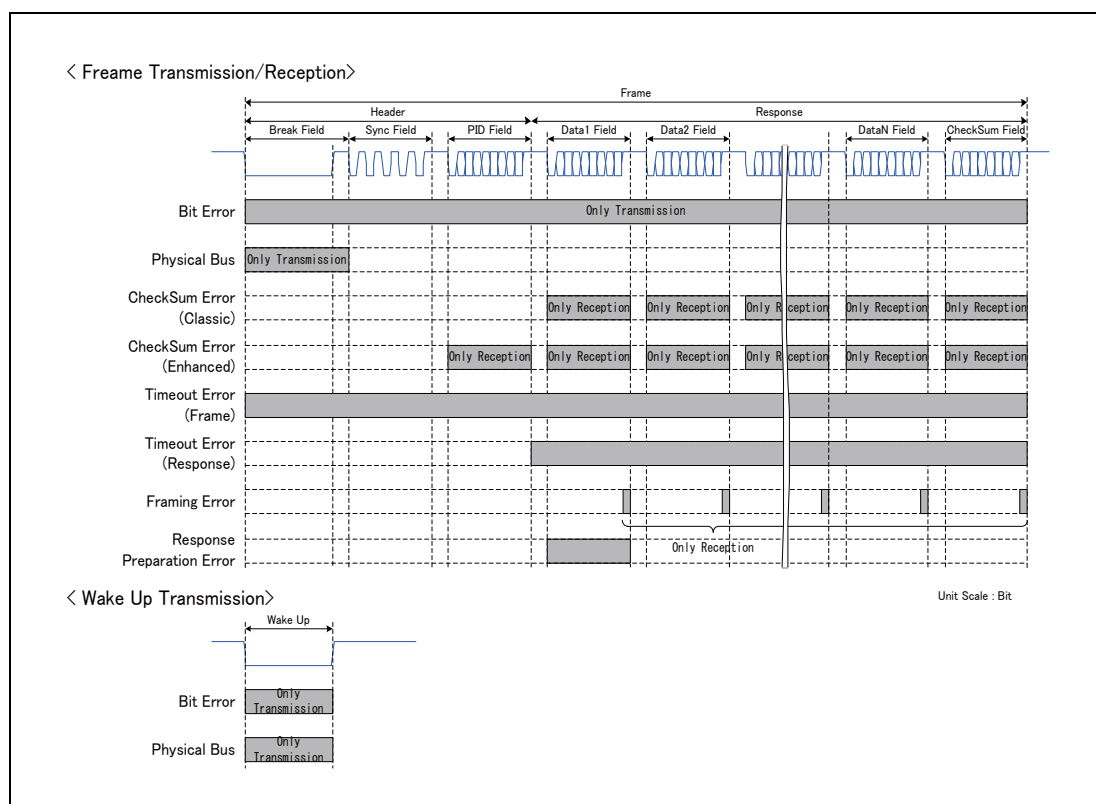 < Freame Transmission/Reception>
Frame
Header Response
Break Field Sync Field PID Field Data1 Field Data2 Field DataN Field CheckSum Field
Bit Error Only Transmission
Physical Bus Only Transmission
CheckSum Error
(Classic)
Only Reception Only Reception Only Reception Only Reception Only Reception
CheckSum Error
(Enhanced)
Only Reception Only Reception Only Reception Only Reception Only Reception Only Reception
Timeout Error
(Frame)
Timeout Error
(Response)
Framing Error
Only Reception
Response
Preparation Error
< Wake Up Transmission>
Unit Scale : Bit
Wake Up
Bit Error
Only
Transmission
Physical Bus
Only
Transmission